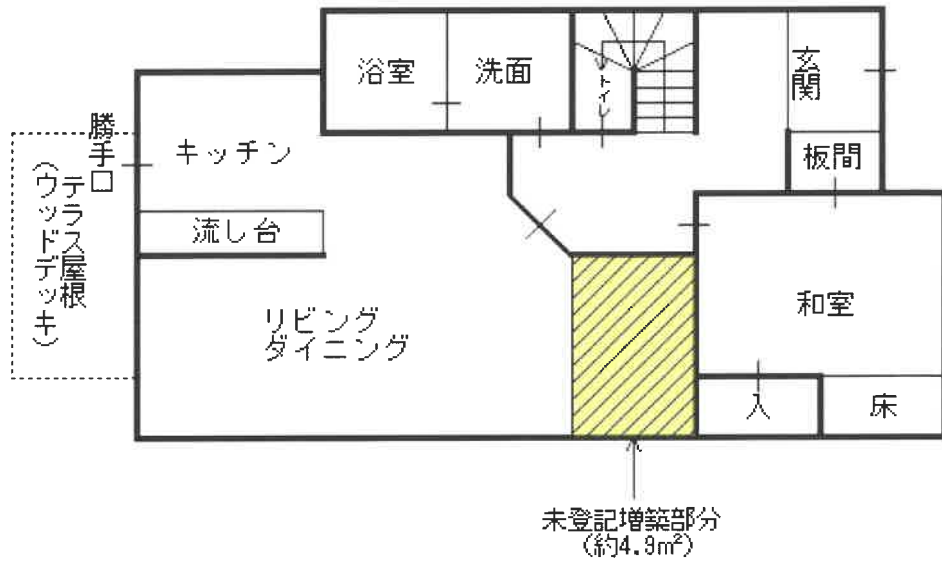 浴室
洗面
トイレ
玄関
板間
勝手口
キッチン
流し台
テラス屋根
(ウッドデッキ)
リビング
ダイニング
和室
入
床
未登記増築部分
(約4.9m²)